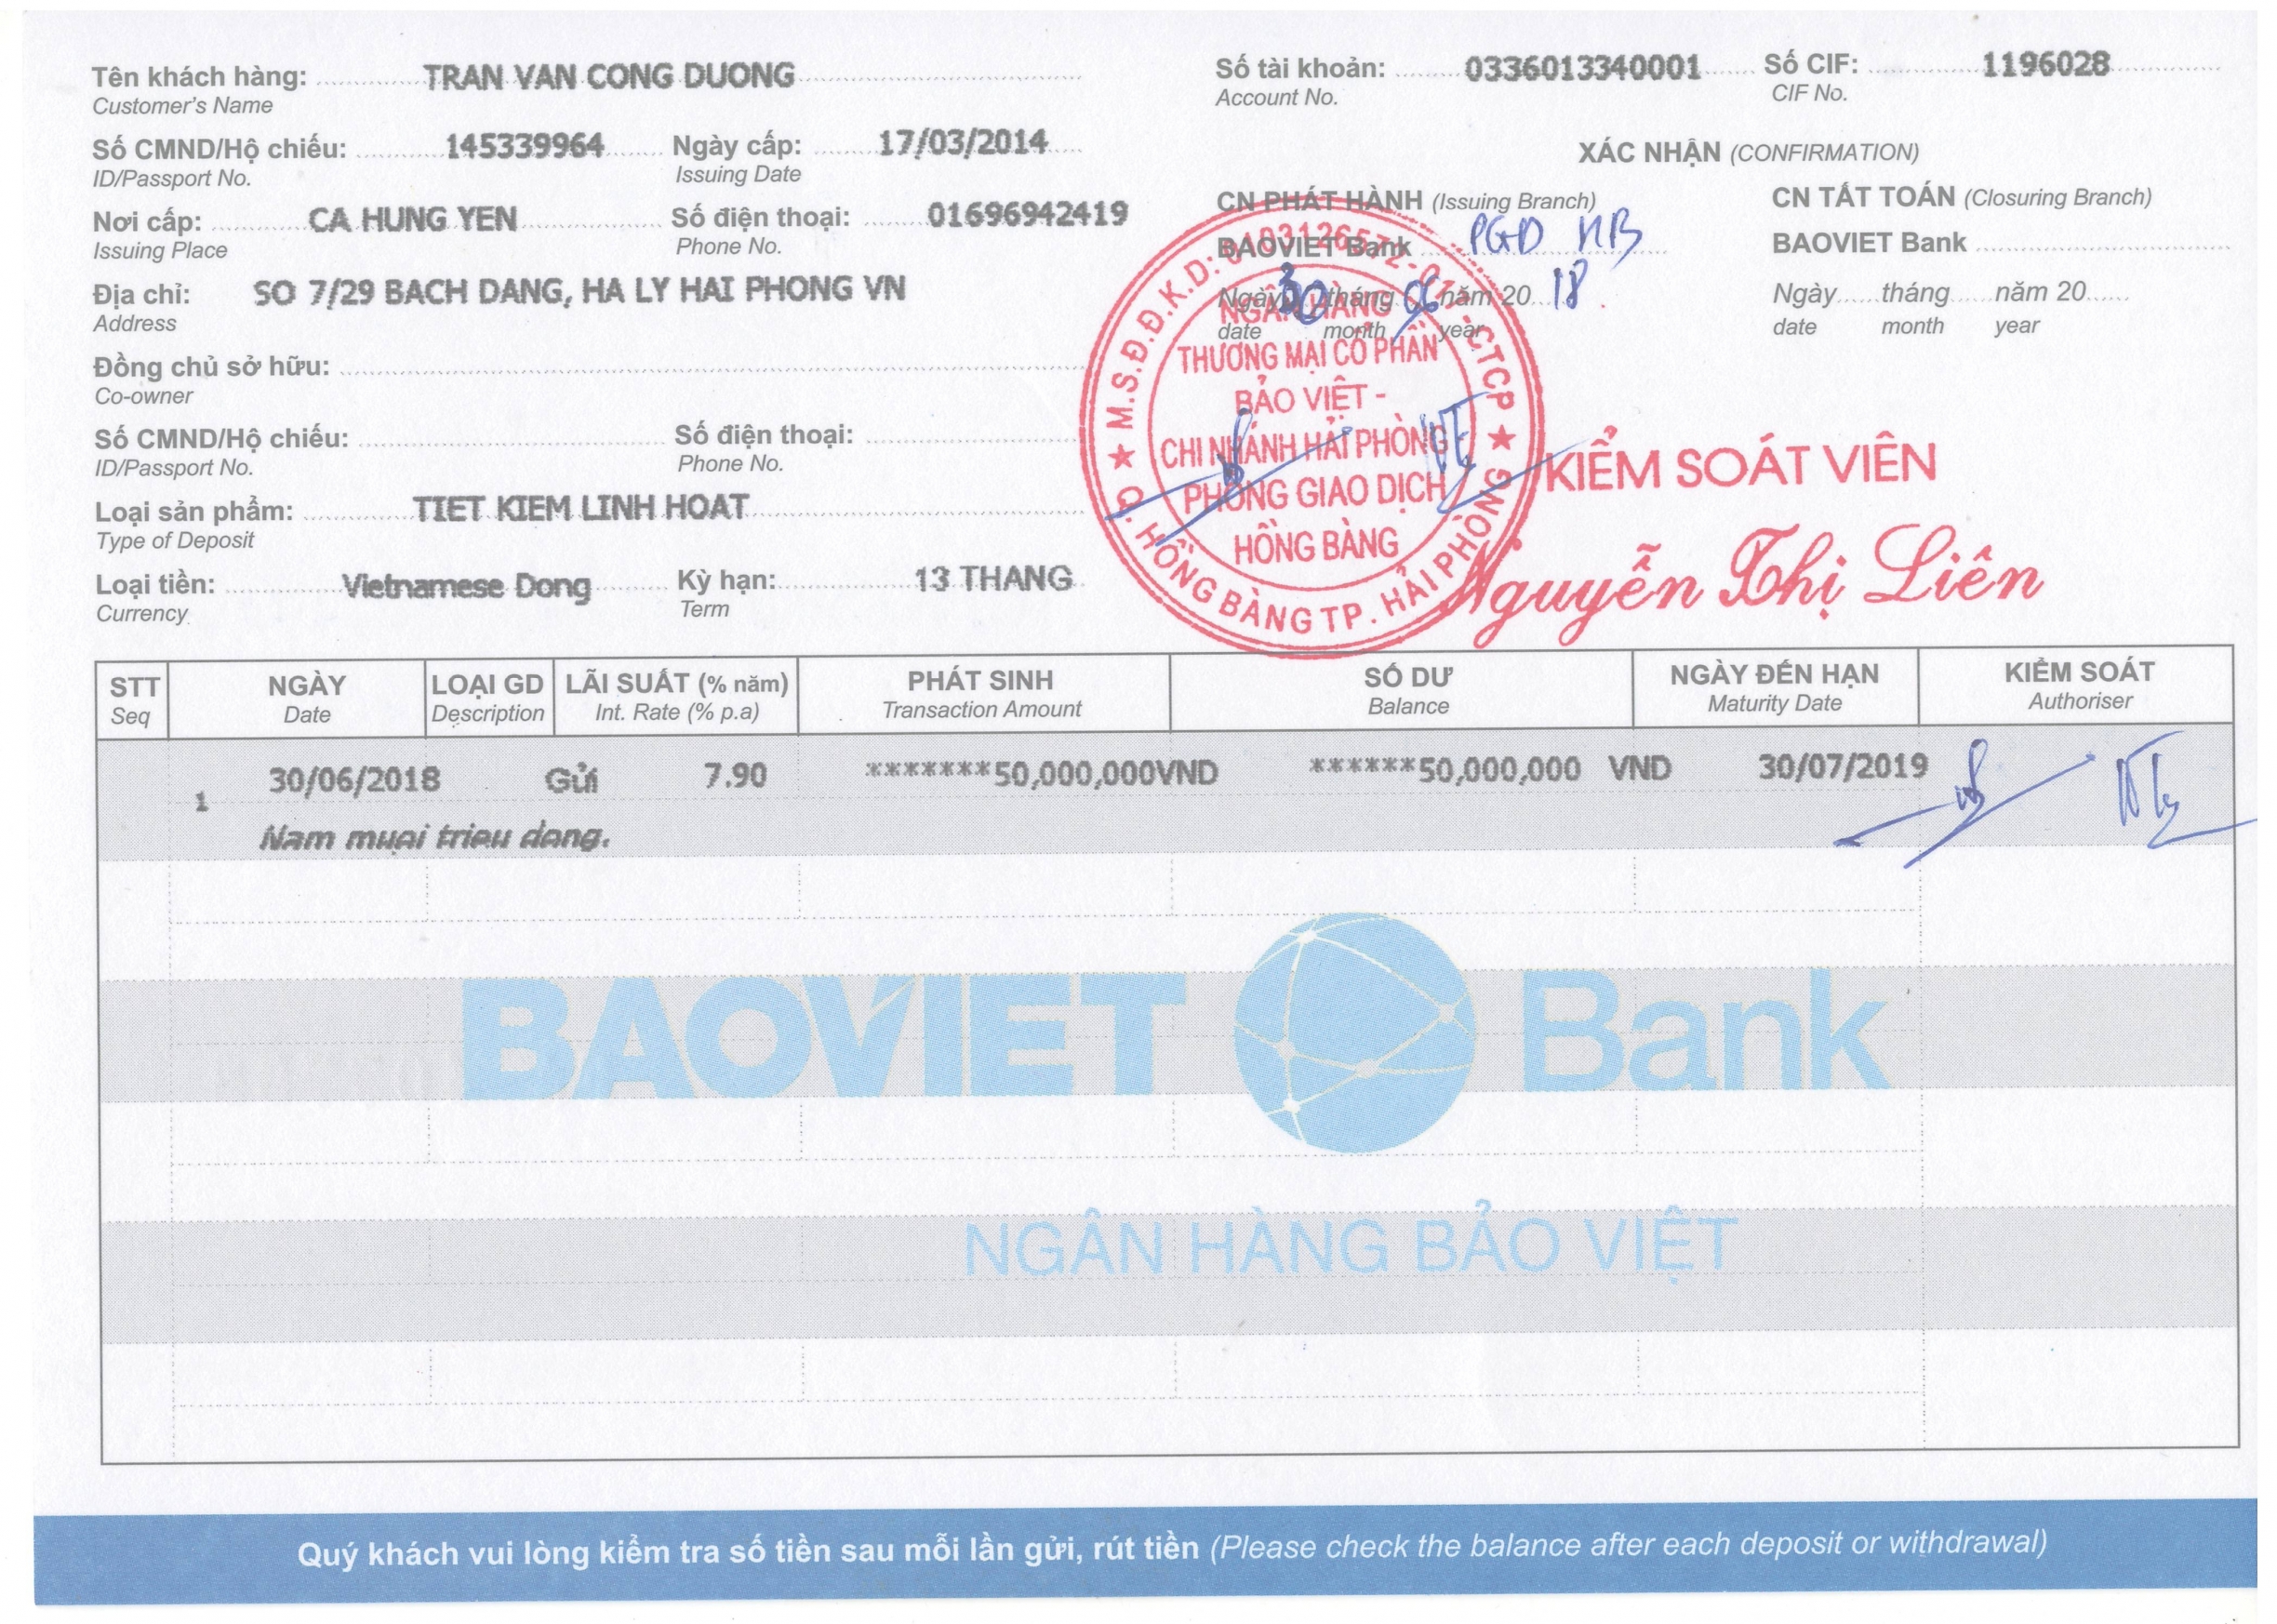 Tên khách hàng: TRAN VAN CONG DUONG
Customer's Name
Số CMND/Hộ chiếu: 145339964 Ngày cấp: 17/03/2014
ID/Passport No. Issuing Date
Nơi cấp: CA HUNG YEN Số điện thoại: 01696942419
Issuing Place Phone No.
Địa chỉ: SO 7/29 BACH DANG, HA LY HAI PHONG VN
Address
Đồng chủ sở hữu:
Co-owner
Số CMND/Hộ chiếu: Số điện thoại:
ID/Passport No. Phone No.
Loại sản phẩm: TIET KIEM LINH HOAT
Type of Deposit
Loại tiền: Vietnamese Dong Kỳ hạn: 13 THANG
Currency Term
Số tài khoản: 0336013340001 Số CIF: 1196028
Account No. CIF No.
XÁC NHẬN (CONFIRMATION)
CN PHÁT HÀNH (Issuing Branch)
BAOVIET Bank PGD HB
Ngày 30 tháng 06 năm 20 18
date month year
CN TẤT TOÁN (Closuring Branch)
BAOVIET Bank
Ngày tháng năm 20
date month year
NGÂN HÀNG
THƯƠNG MẠI CỔ PHẦN
BẢO VIỆT -
CHI NHÁNH HẢI PHÒNG
PHÒNG GIAO DỊCH
HỒNG BÀNG
Q. HỒNG BÀNG TP. HẢI PHÒNG
KIỂM SOÁT VIÊN
Nguyễn Thị Liên
STT NGÀY LOẠI GD LÃI SUẤT (% năm) PHÁT SINH SỐ DƯ NGÀY ĐẾN HẠN KIỂM SOÁT
Seq Date Description Int. Rate (% p.a) Transaction Amount Balance Maturity Date Authoriser
1 30/06/2018 Gửi 7.90 *******50,000,000VND ******50,000,000 VND 30/07/2019
Nam muoi trieu dong.
BAOVIET Bank
NGÂN HÀNG BẢO VIỆT
Quý khách vui lòng kiểm tra số tiền sau mỗi lần gửi, rút tiền (Please check the balance after each deposit or withdrawal)